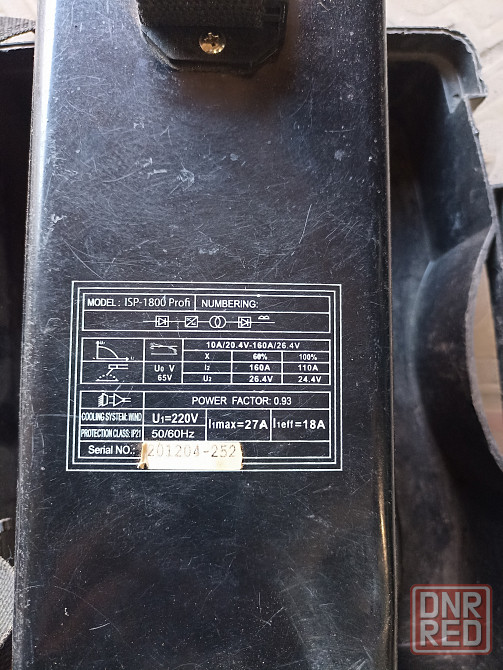 MODEL: ISP-1800 Profi NUMBERING:
10A/20.4V-160A/26.4V
X 60% 100%
U₀ V I₂ 160A 110A
65V U₂ 26.4V 24.4V
POWER FACTOR: 0.93
COOLING SYSTEM: WIND U₁=220V I₁max=27A I₁eff=18A
PROTECTION CLASS: IP21 50/60Hz
Serial NO.: 201204-252
DNR
RED